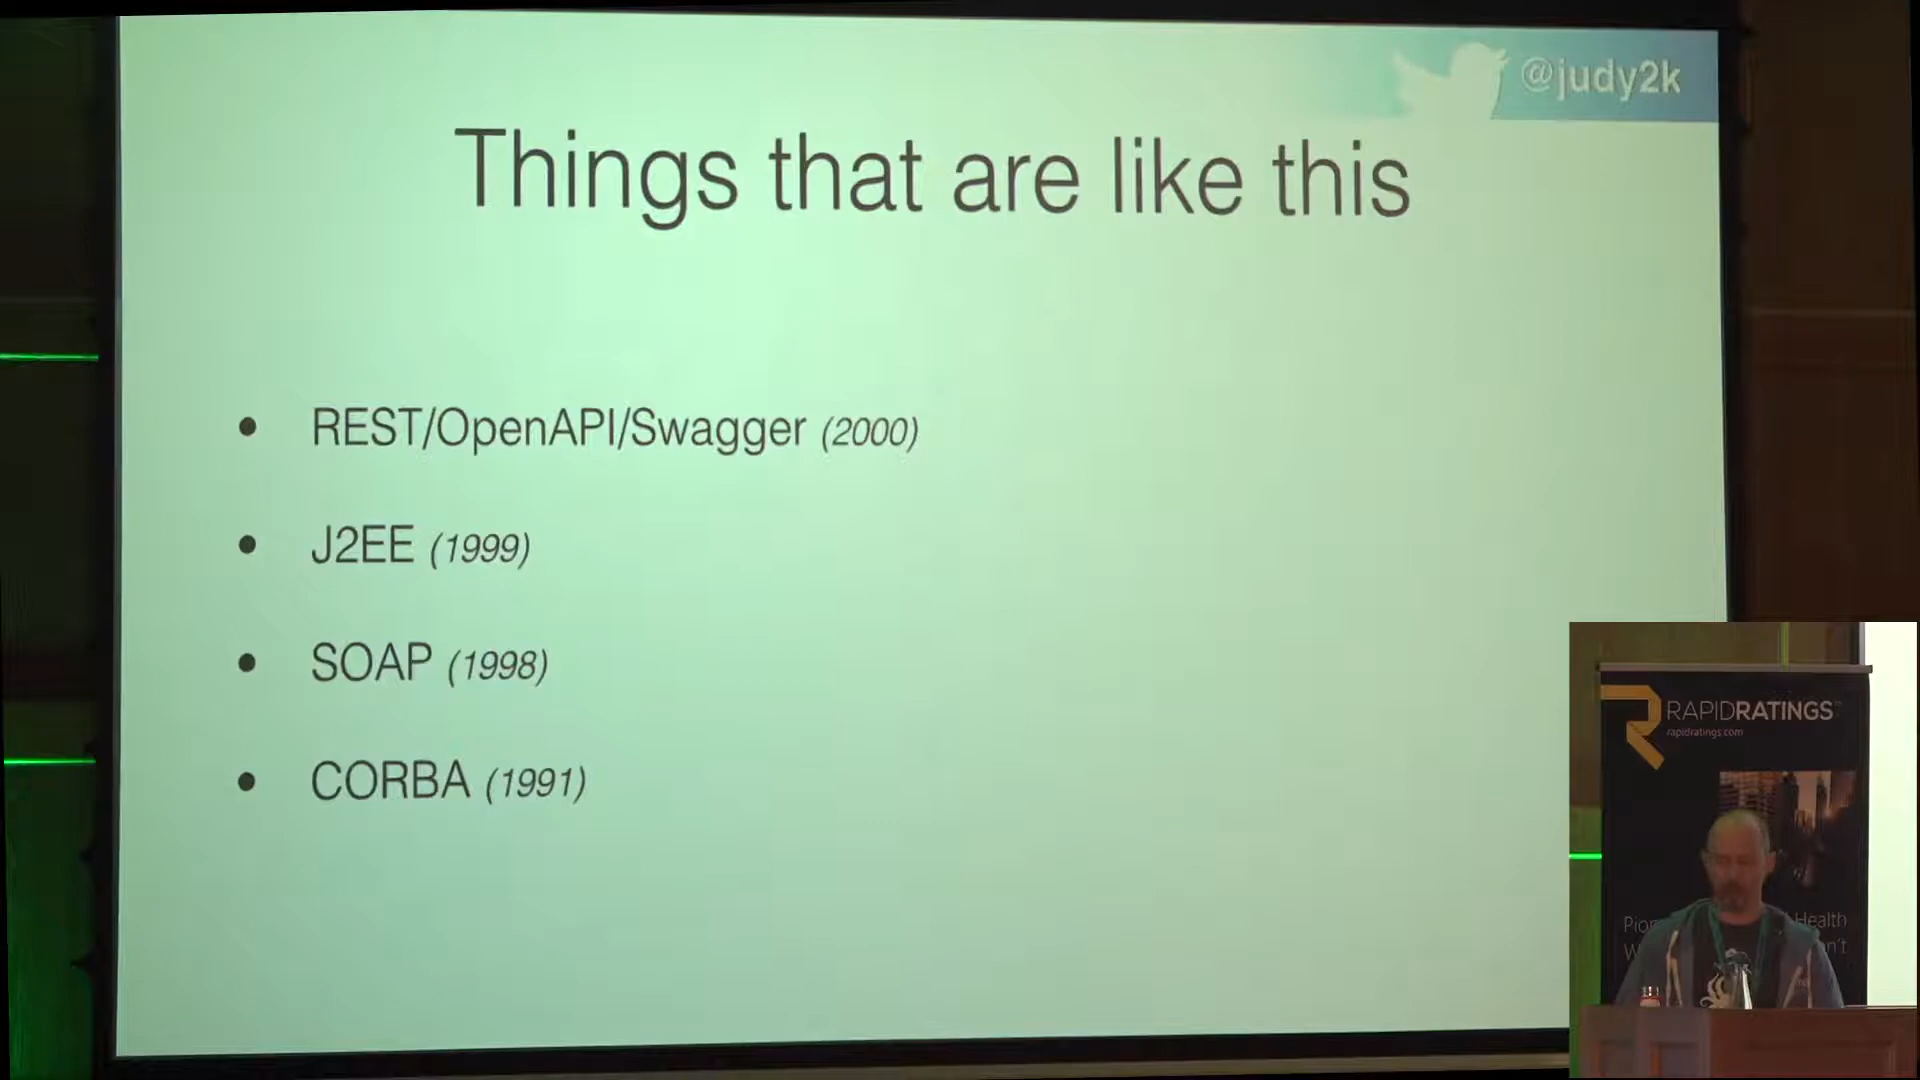 @judy2k
Things that are like this
• REST/OpenAPI/Swagger (2000)
• J2EE (1999)
• SOAP (1998)
• CORBA (1991)
RAPIDRATINGS
rapidratings.com
Health